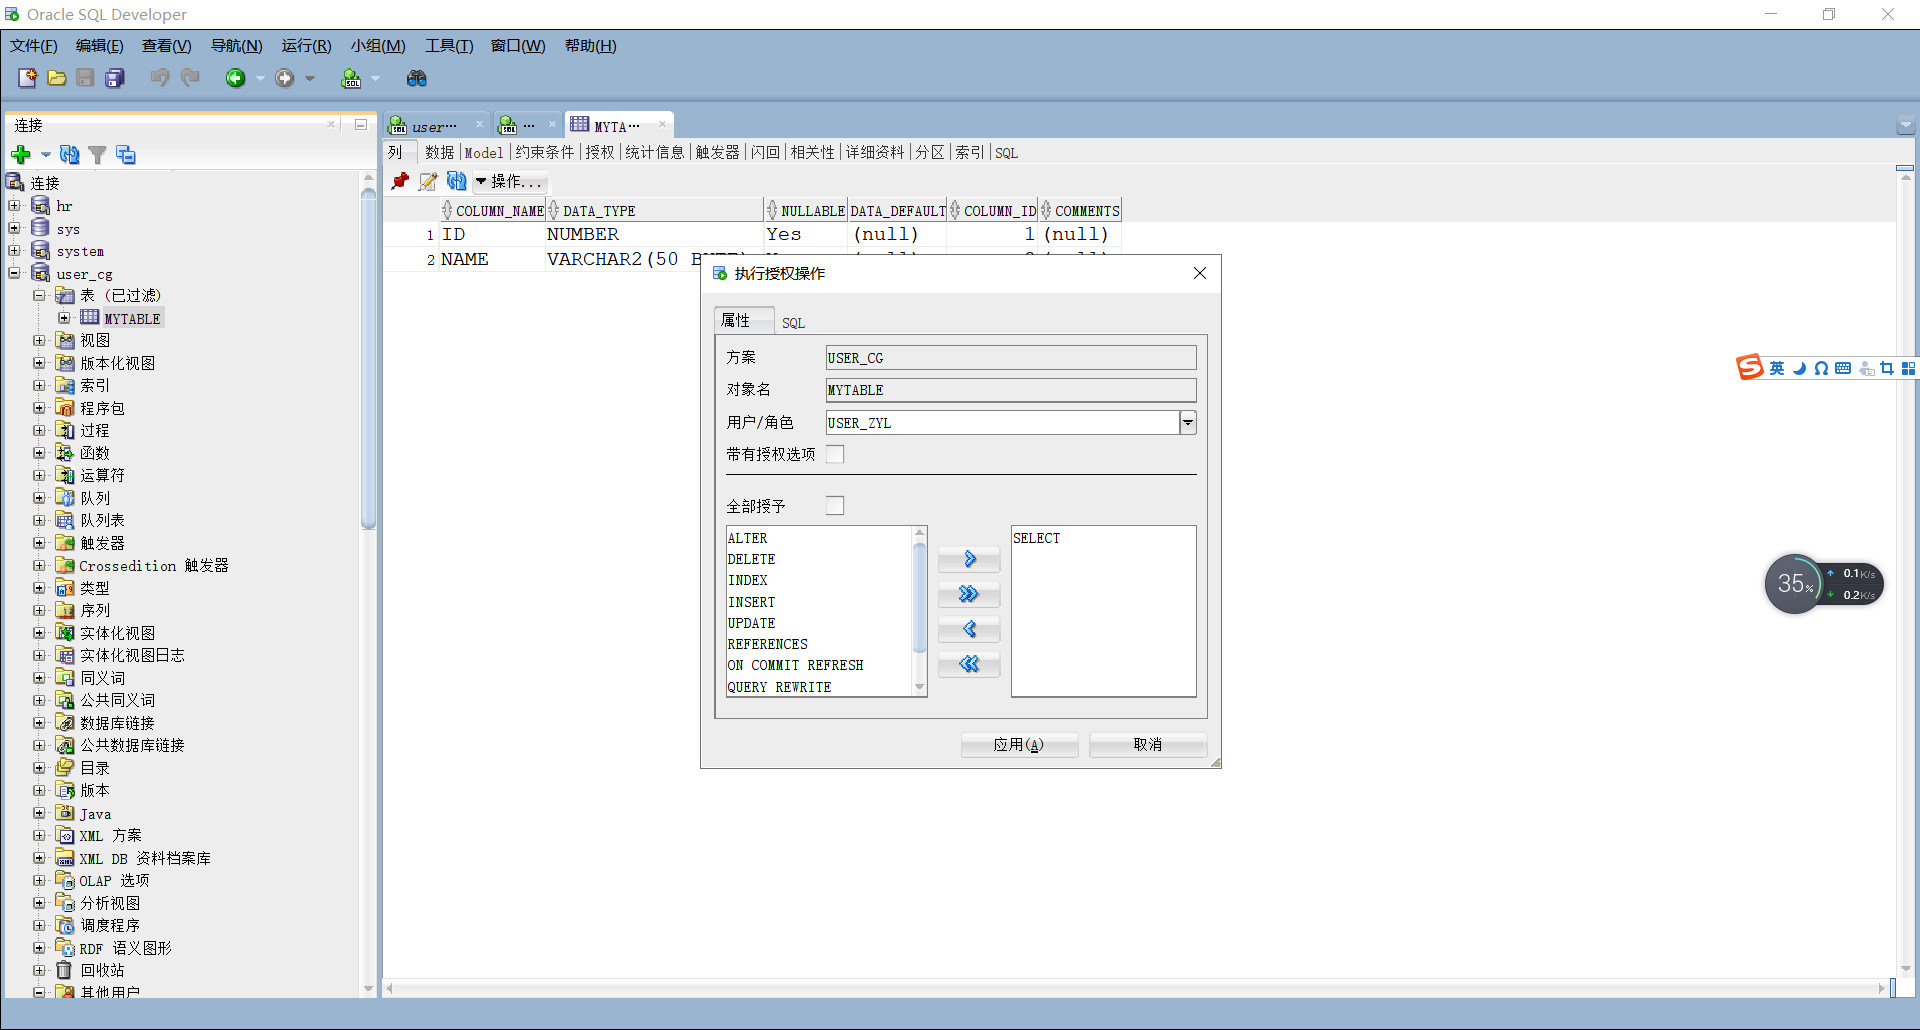 Oracle SQL Developer
文件(F) 编辑(E) 查看(V) 导航(N) 运行(R) 小组(M) 工具(T) 窗口(W) 帮助(H)
连接
连接
hr
sys
system
user_cg
表 (已过滤)
MYTABLE
视图
版本化视图
索引
程序包
过程
函数
运算符
队列
队列表
触发器
Crossedition 触发器
类型
序列
实体化视图
实体化视图日志
同义词
公共同义词
数据库链接
公共数据库链接
目录
版本
Java
XML 方案
XML DB 资料档案库
OLAP 选项
分析视图
调度程序
RDF 语义图形
回收站
其他用户
user… … MYTA…
列 数据 Model 约束条件 授权 统计信息 触发器 闪回 相关性 详细资料 分区 索引 SQL
操作...
COLUMN_NAME DATA_TYPE NULLABLE DATA_DEFAULT COLUMN_ID COMMENTS
1 ID NUMBER Yes (null) 1 (null)
2 NAME VARCHAR2(50
执行授权操作
属性 SQL
方案 USER_CG
对象名 MYTABLE
用户/角色 USER_ZYL
带有授权选项
全部授予
ALTER
DELETE
INDEX
INSERT
UPDATE
REFERENCES
ON COMMIT REFRESH
QUERY REWRITE
SELECT
应用(A) 取消
英
35%
0.1K/s
0.2K/s